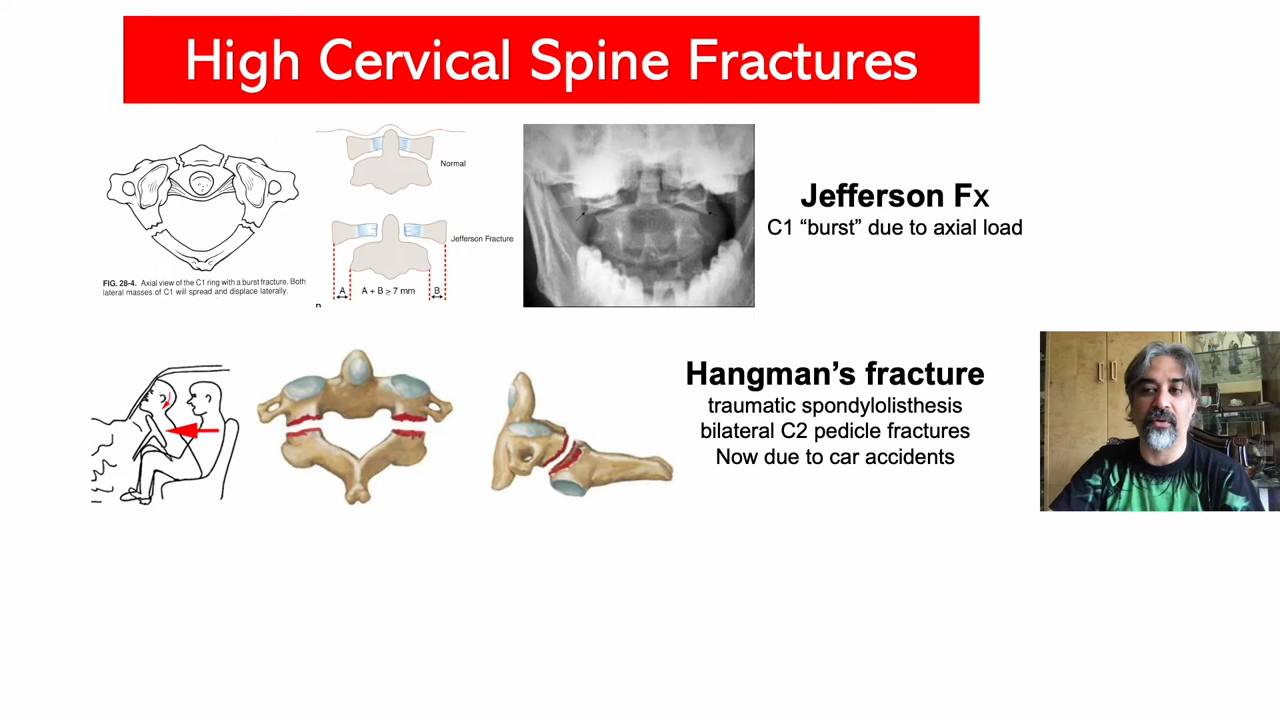 High Cervical Spine Fractures
Normal
Jefferson Fracture
A
A + B ≥ 7 mm
B
FIG. 28-4. Axial view of the C1 ring with a burst fracture. Both
lateral masses of C1 will spread and displace laterally.
Jefferson Fx
C1 “burst” due to axial load
Hangman’s fracture
traumatic spondylolisthesis
bilateral C2 pedicle fractures
Now due to car accidents